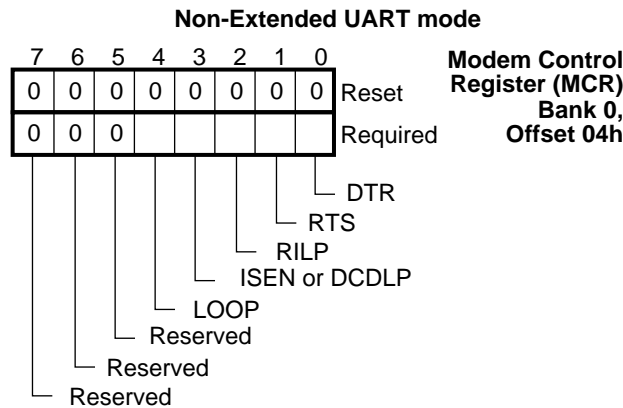 Non-Extended UART mode
7 6 5 4 3 2 1 0
Modem Control
Register (MCR)
Bank 0,
Offset 04h
0 0 0 0 0 0 0 0 Reset
0 0 0 Required
DTR
RTS
RILP
ISEN or DCDLP
LOOP
Reserved
Reserved
Reserved